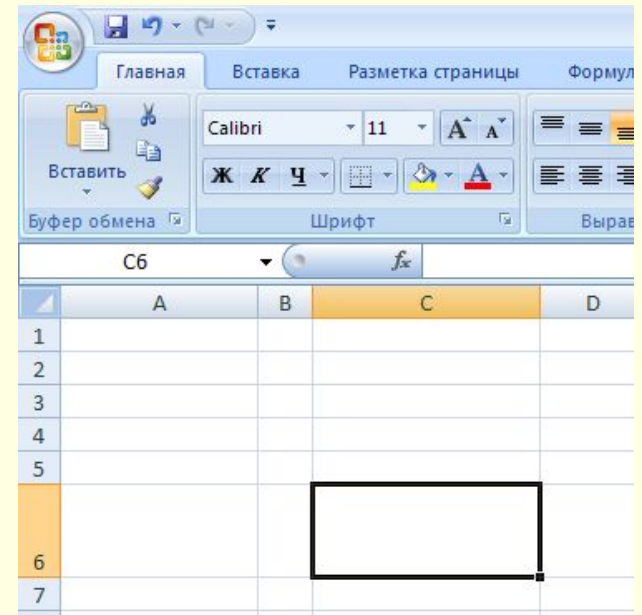 Главная Вставка Разметка страницы Формул
Calibri 11 А А
Вставить
Ж К Ч А
Буфер обмена Шрифт Вырав
C6 fx
A B C D
1
2
3
4
5
6
7